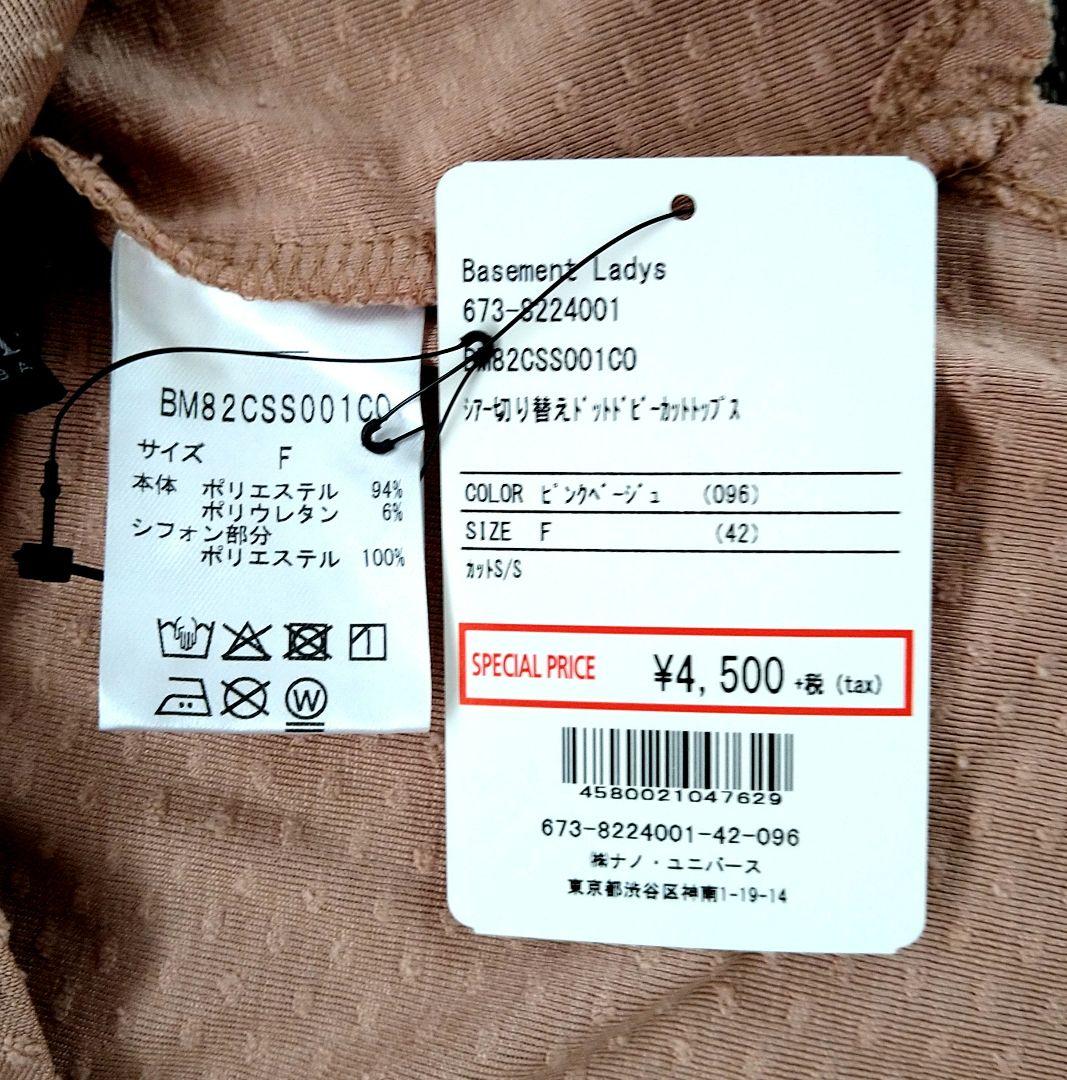 BM82CSS001CO
サイズ F
本体 ポリエステル 94%
ポリウレタン 6%
シフォン部分
ポリエステル 100%
W
Basement Ladys
673-8224001
BM82CSS001CO
ｼｱｰ切り替えﾄﾞｯﾄﾄﾞﾋﾞｰｶｯﾄﾄｯﾌﾟｽ
COLOR ﾋﾟﾝｸﾍﾞｰｼﾞｭ (096)
SIZE F (42)
ｶｯﾄS/S
SPECIAL PRICE ¥4,500 +税 (tax)
4580021047629
673-8224001-42-096
㈱ナノ・ユニバース
東京都渋谷区神南1-19-14